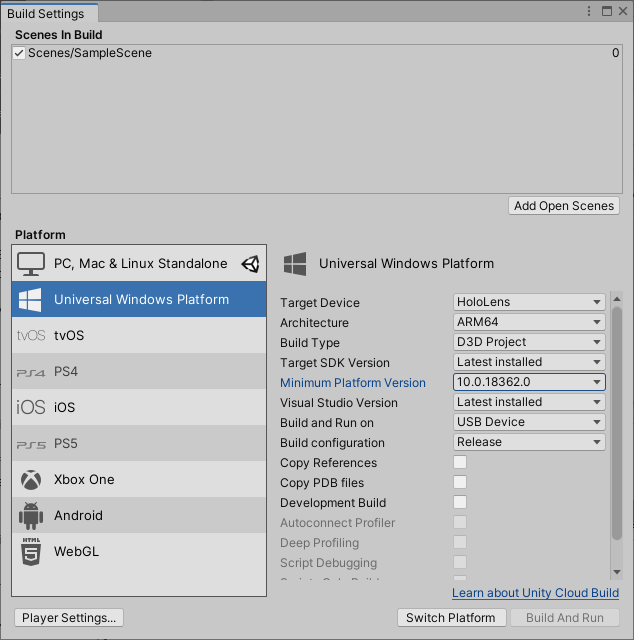 Build Settings
Scenes In Build
Scenes/SampleScene 0
Add Open Scenes
Platform
PC, Mac & Linux Standalone
Universal Windows Platform
tvOS tvOS
PS4 PS4
iOS iOS
PS5 PS5
Xbox One
Android
HTML 5 WebGL
Universal Windows Platform
Target Device HoloLens
Architecture ARM64
Build Type D3D Project
Target SDK Version Latest installed
Minimum Platform Version 10.0.18362.0
Visual Studio Version Latest installed
Build and Run on USB Device
Build configuration Release
Copy References
Copy PDB files
Development Build
Autoconnect Profiler
Deep Profiling
Script Debugging
Learn about Unity Cloud Build
Player Settings... Switch Platform Build And Run